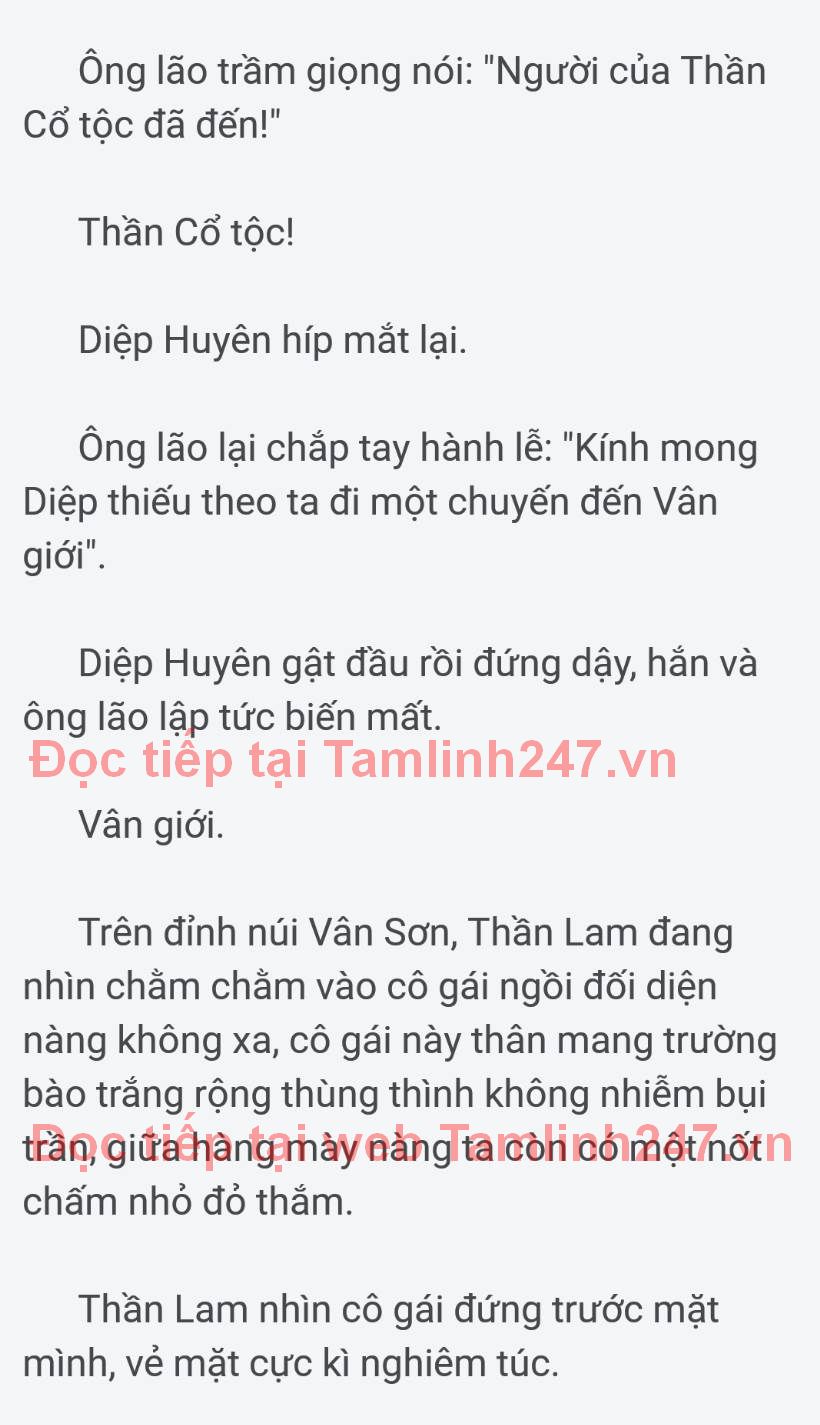 Ông lão trầm giọng nói: "Người của Thần
Cổ tộc đã đến!"
Thần Cổ tộc!
Diệp Huyên híp mắt lại.
Ông lão lại chắp tay hành lễ: "Kính mong
Diệp thiếu theo ta đi một chuyến đến Vân
giới".
Diệp Huyên gật đầu rồi đứng dậy, hắn và
ông lão lập tức biến mất.
Đọc tiếp tại Tamlinh247.vn
Vân giới.
Trên đỉnh núi Vân Sơn, Thần Lam đang
nhìn chằm chằm vào cô gái ngồi đối diện
nàng không xa, cô gái này thân mang trường
bào trắng rộng thùng thình không nhiễm bụi
trần, giữa hàng mày nàng ta còn có một nốt
Đọc tiếp tại web Tamlinh247.vn
chấm nhỏ đỏ thắm.
Thần Lam nhìn cô gái đứng trước mặt
mình, vẻ mặt cực kì nghiêm túc.